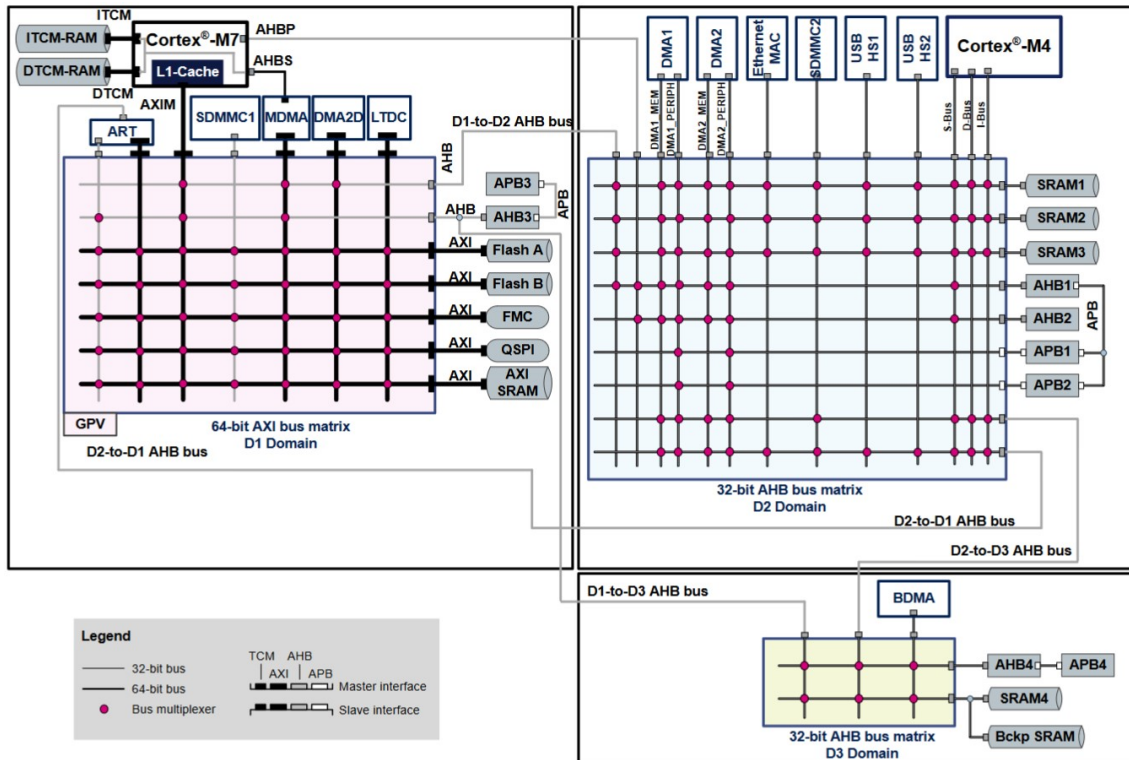 ITCM
ITCM-RAM
DTCM-RAM
DTCM
Cortex®-M7
L1-Cache
AHBP
AHBS
AXIM
ART
SDMMC1
MDMA
DMA2D
LTDC
D1-to-D2 AHB bus
AHB
APB3
AHB
AHB3
APB
AXI
Flash A
AXI
Flash B
AXI
FMC
AXI
QSPI
AXI
AXI
SRAM
GPV
64-bit AXI bus matrix
D1 Domain
D2-to-D1 AHB bus
DMA1
DMA2
Ethernet
MAC
SDMMC2
USB
HS1
USB
HS2
Cortex®-M4
DMA1_MEM
DMA1_PERIPH
DMA2_MEM
DMA2_PERIPH
S-Bus
D-Bus
I-Bus
SRAM1
SRAM2
SRAM3
AHB1
AHB2
APB
APB1
APB2
32-bit AHB bus matrix
D2 Domain
D2-to-D1 AHB bus
D2-to-D3 AHB bus
D1-to-D3 AHB bus
BDMA
AHB4
APB4
SRAM4
Bckp SRAM
32-bit AHB bus matrix
D3 Domain
Legend
32-bit bus
64-bit bus
Bus multiplexer
TCM
AHB
AXI
APB
Master interface
Slave interface